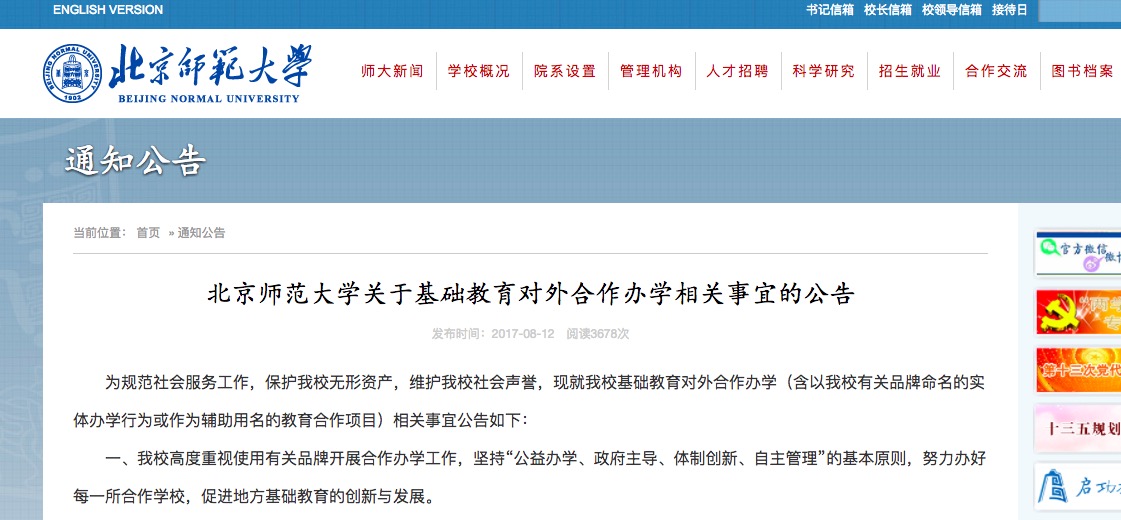 ENGLISH VERSION
书记信箱 校长信箱 校领导信箱 接待日
BEIJING NORMAL UNIVERSITY
1902
北京师范大学
BEIJING NORMAL UNIVERSITY
师大新闻 学校概况 院系设置 管理机构 人才招聘 科学研究 招生就业 合作交流 图书档案
通知公告
当前位置： 首页 » 通知公告
北京师范大学关于基础教育对外合作办学相关事宜的公告
发布时间：2017-08-12 阅读3678次
为规范社会服务工作，保护我校无形资产，维护我校社会声誉，现就我校基础教育对外合作办学（含以我校有关品牌命名的实
体办学行为或作为辅助用名的教育合作项目）相关事宜公告如下：
一、我校高度重视使用有关品牌开展合作办学工作，坚持“公益办学、政府主导、体制创新、自主管理”的基本原则，努力办好
每一所合作学校，促进地方基础教育的创新与发展。
官方微信
微博
“两学
专
第十三次党代
十三五规划
启功